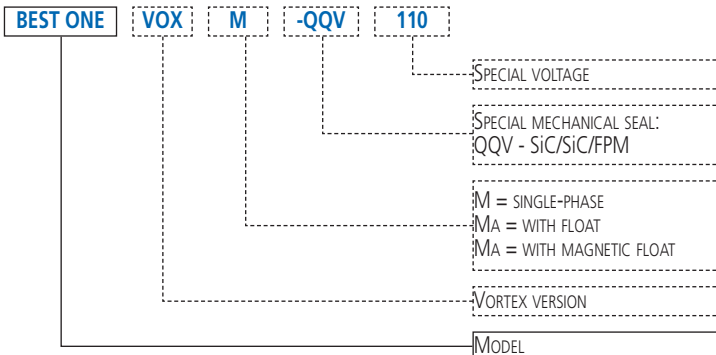 BEST ONE VOX M -QQV 110
SPECIAL VOLTAGE
SPECIAL MECHANICAL SEAL:
QQV - SiC/SiC/FPM
M = SINGLE-PHASE
MA = WITH FLOAT
MA = WITH MAGNETIC FLOAT
VORTEX VERSION
MODEL